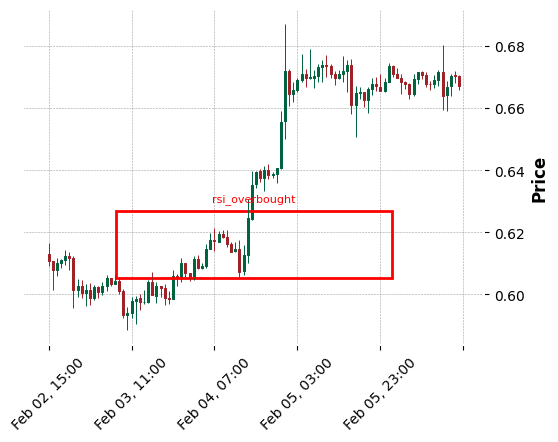 0.68
0.66
0.64
rsi_overbought
0.62
0.60
Price
Feb 02, 15:00
Feb 03, 11:00
Feb 04, 07:00
Feb 05, 03:00
Feb 05, 23:00